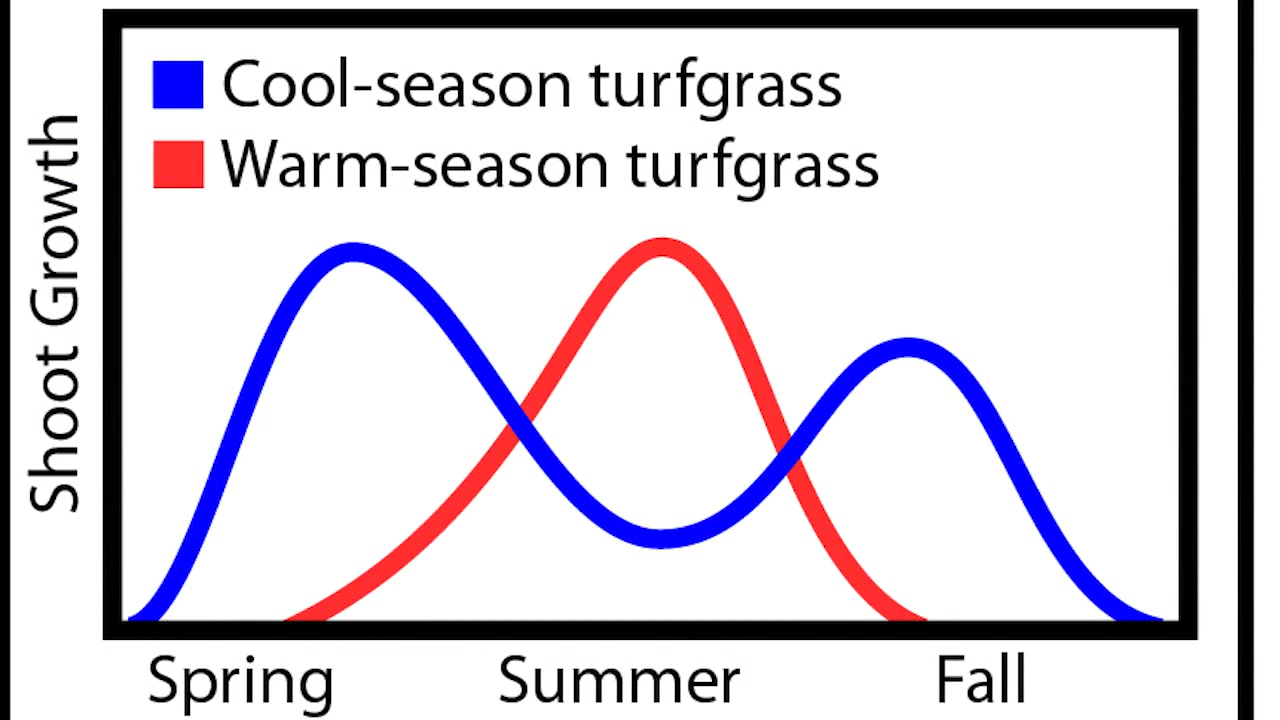 Cool-season turfgrass
Warm-season turfgrass
Shoot Growth
Spring
Summer
Fall